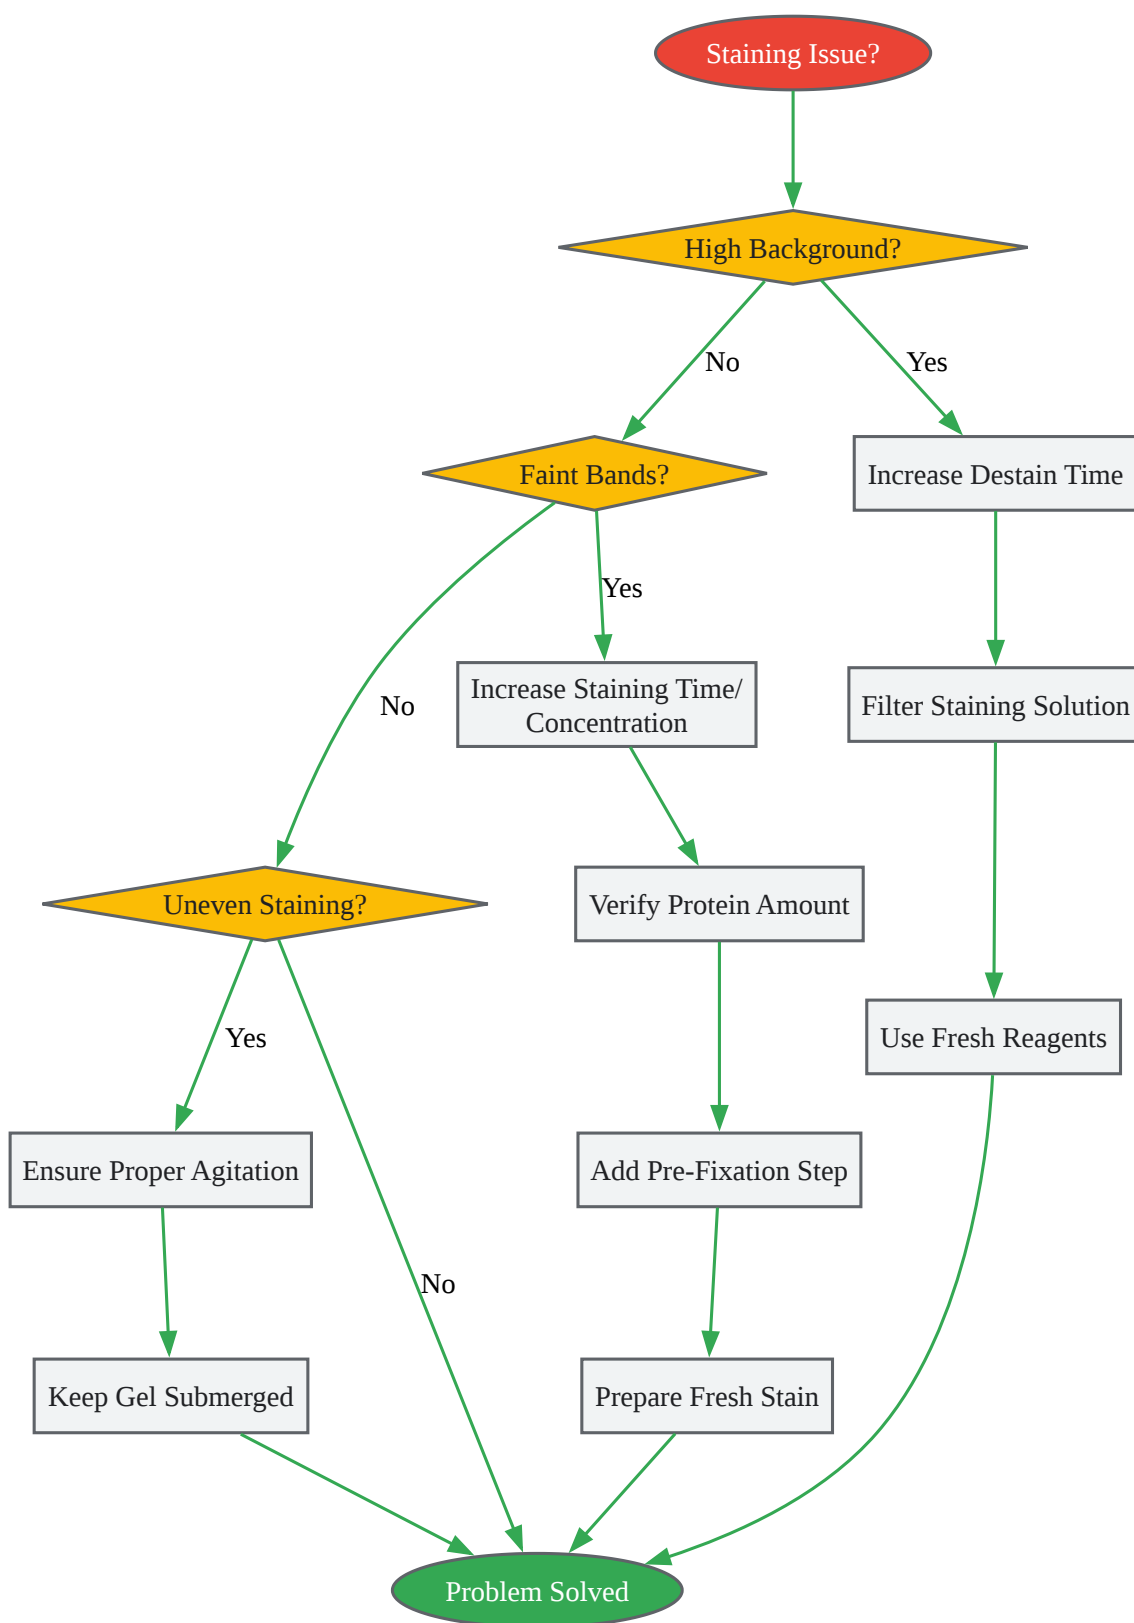 Staining Issue?
High Background?
No
Yes
Faint Bands?
Increase Destain Time
Yes
No
Increase Staining Time/
Concentration
Filter Staining Solution
Uneven Staining?
Verify Protein Amount
Yes
Use Fresh Reagents
Ensure Proper Agitation
Add Pre-Fixation Step
No
Keep Gel Submerged
Prepare Fresh Stain
Problem Solved